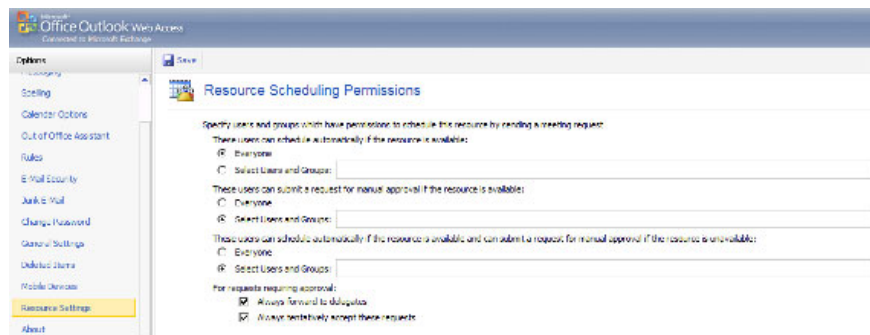 Microsoft
Office Outlook Web Access
Connected to Microsoft Exchange
Options
Save
Messaging
Spelling
Calendar Options
Out of Office Assistant
Rules
E-Mail Security
Junk E-Mail
Change Password
General Settings
Deleted Items
Mobile Devices
Resource Settings
About
Resource Scheduling Permissions
Specify users and groups which have permissions to schedule this resource by sending a meeting request
These users can schedule automatically if the resource is available:
Everyone
Select Users and Groups:
These users can submit a request for manual approval if the resource is available:
Everyone
Select Users and Groups:
These users can schedule automatically if the resource is available and can submit a request for manual approval if the resource is unavailable:
Everyone
Select Users and Groups:
For requests requiring approval:
Always forward to delegates
Always tentatively accept these requests